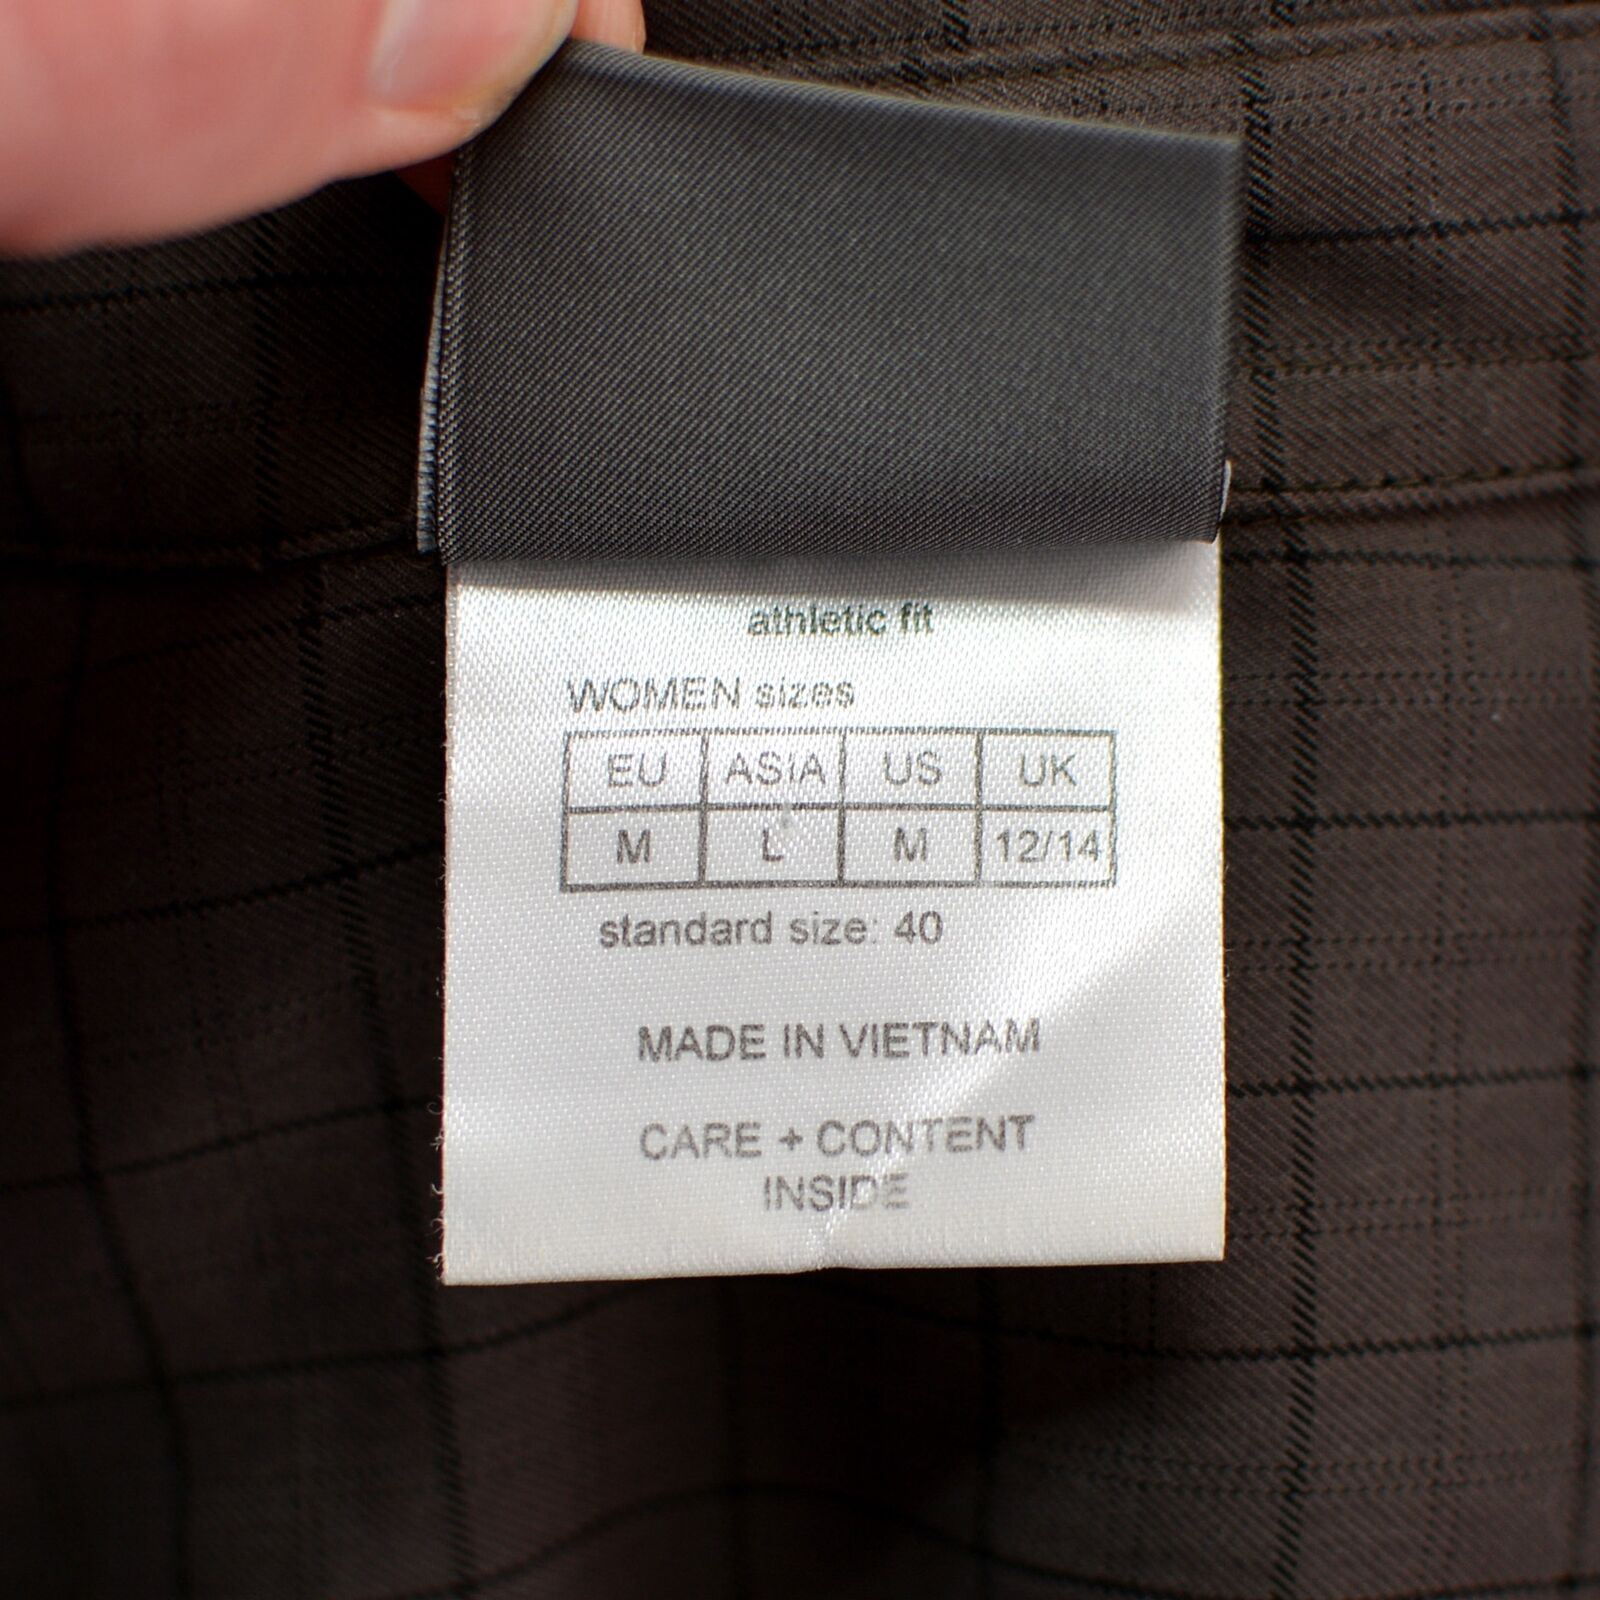 athletic fit
WOMEN sizes
EU ASIA US UK
M L M 12/14
standard size: 40
MADE IN VIETNAM
CARE + CONTENT
INSIDE